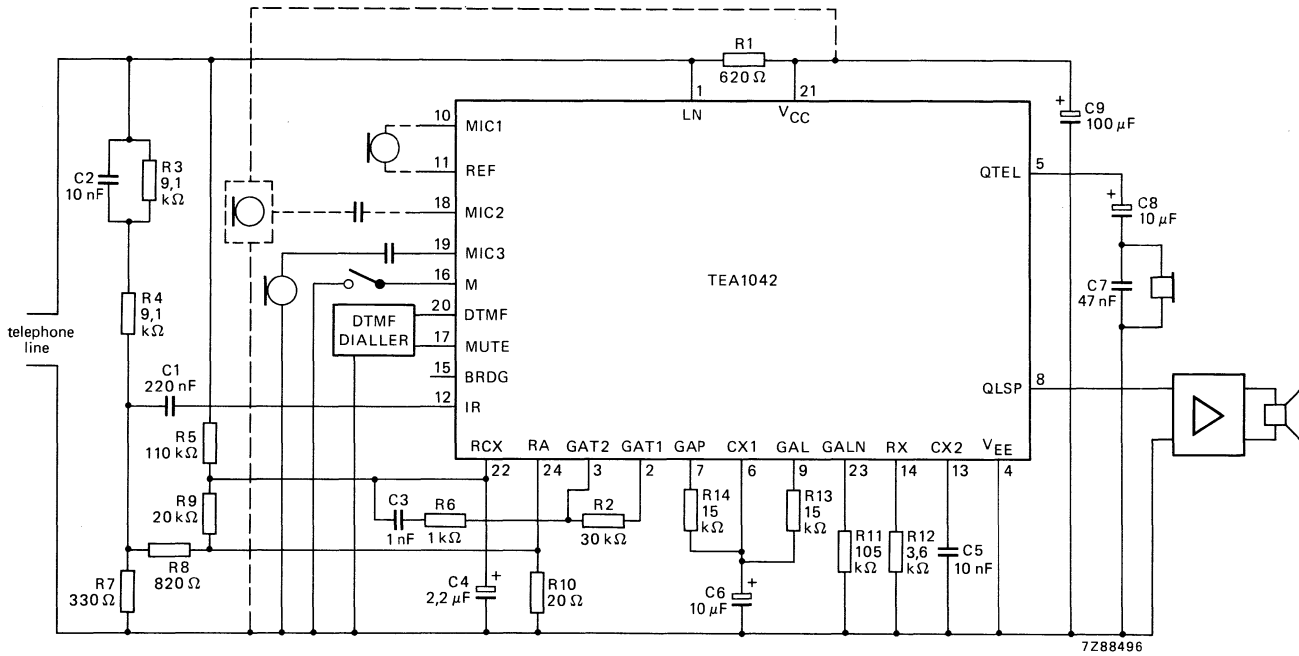 R1
620 Ω
1
21
LN
VCC
C9
100 µF
+
10
MIC1
11
REF
18
MIC2
19
MIC3
16
M
20
DTMF
17
MUTE
15
BRDG
12
IR
DTMF
DIALLER
TEA1042
QTEL
5
+
C8
10 µF
C7
47 nF
QLSP
8
C2
10 nF
R3
9,1
kΩ
R4
9,1
kΩ
telephone
line
C1
220 nF
R5
110 kΩ
R9
20 kΩ
R8
820 Ω
R7
330 Ω
RCX
22
RA
24
GAT2
3
GAT1
2
GAP
7
CX1
6
GAL
9
GALN
23
RX
14
CX2
13
VEE
4
C3
1 nF
R6
1 kΩ
R2
30 kΩ
R14
15
kΩ
R13
15
kΩ
R11
105
kΩ
R12
3,6
kΩ
C5
10 nF
C4
2,2 µF
+
R10
20 Ω
C6
10 µF
+
7Z88496